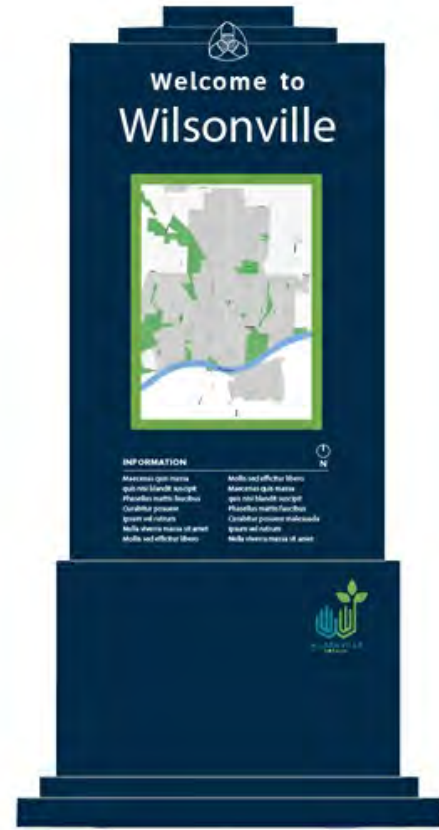 Welcome to
Wilsonville
N
INFORMATION
Maecenas quis massa
quis nisi blandit suscipit
Phasellus mattis faucibus
Curabitur posuere
ipsum vel rutrum
Nulla viverra massa sit amet
Mollis sed efficitur libero
Mollis sed efficitur libero
Maecenas quis massa
quis nisi blandit suscipit
Phasellus mattis faucibus
Curabitur posuere malesuada
ipsum vel rutrum
Nulla viverra massa sit amet
WILSONVILLE